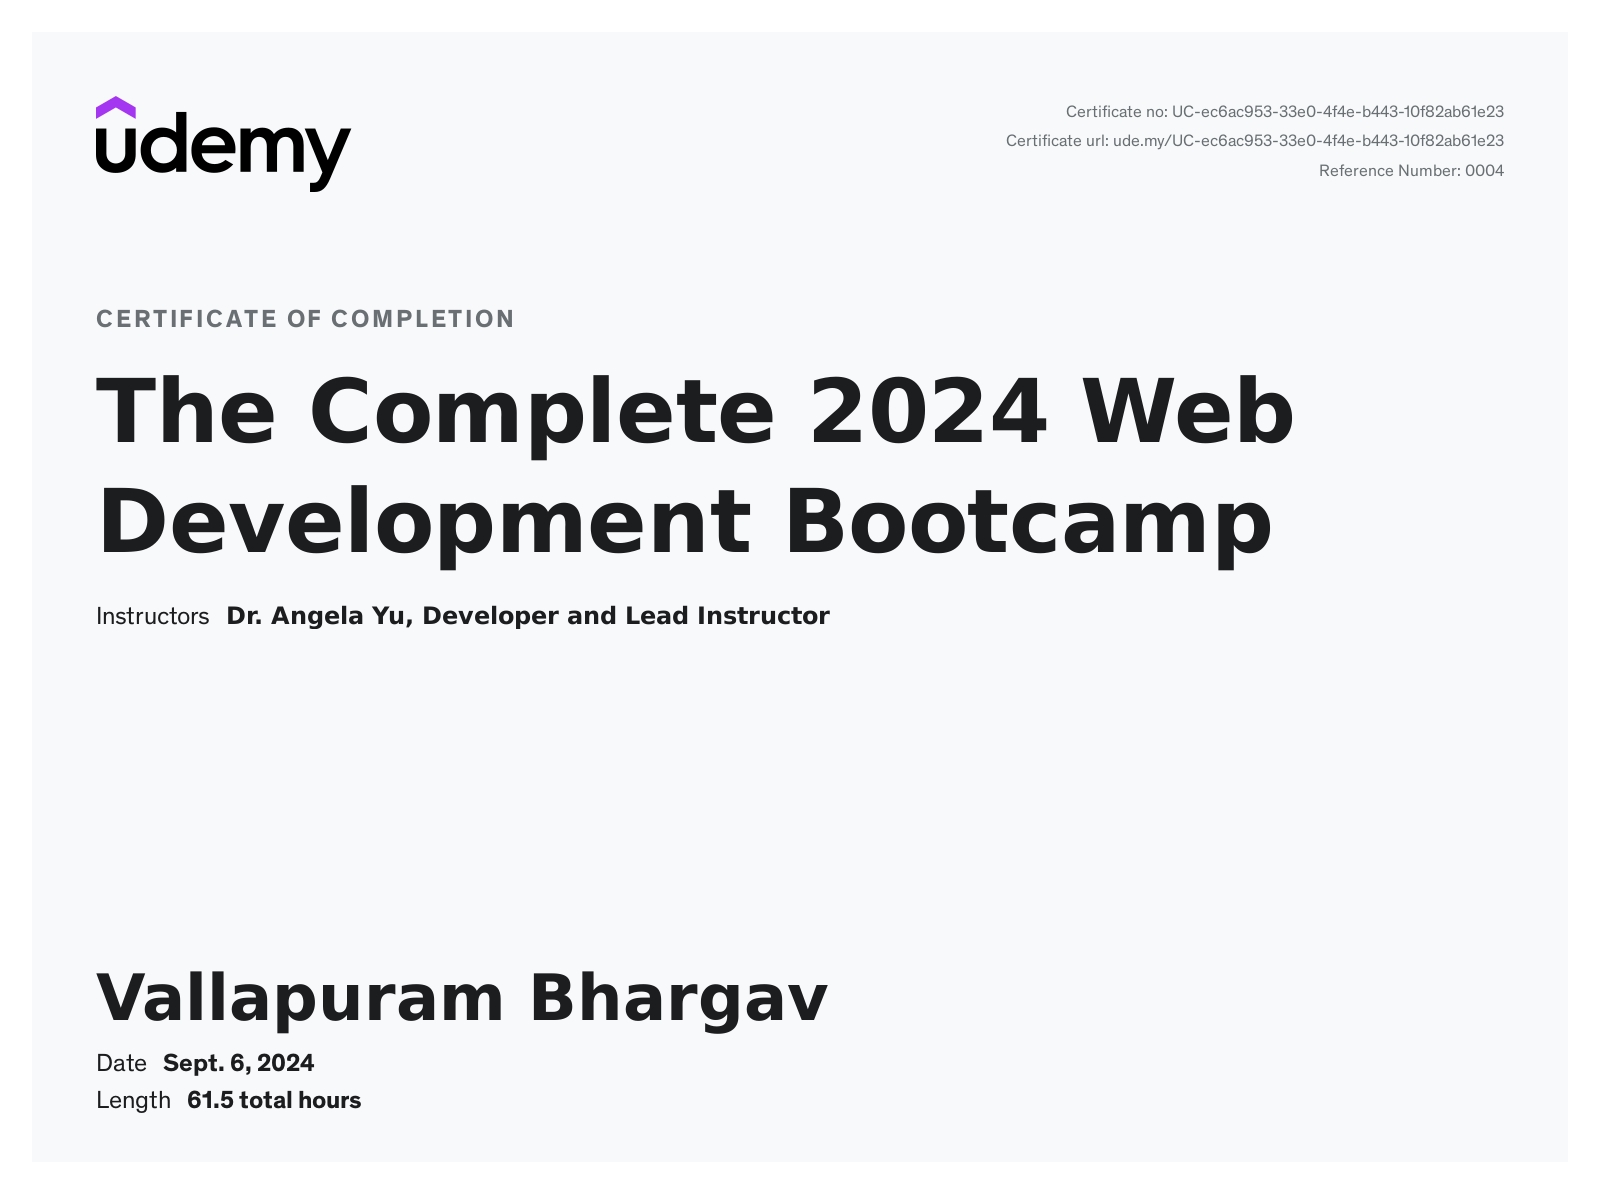 udemy
Certificate no: UC-ec6ac953-33e0-4f4e-b443-10f82ab61e23
Certificate url: ude.my/UC-ec6ac953-33e0-4f4e-b443-10f82ab61e23
Reference Number: 0004
CERTIFICATE OF COMPLETION
The Complete 2024 Web
Development Bootcamp
Instructors Dr. Angela Yu, Developer and Lead Instructor
Vallapuram Bhargav
Date Sept. 6, 2024
Length 61.5 total hours